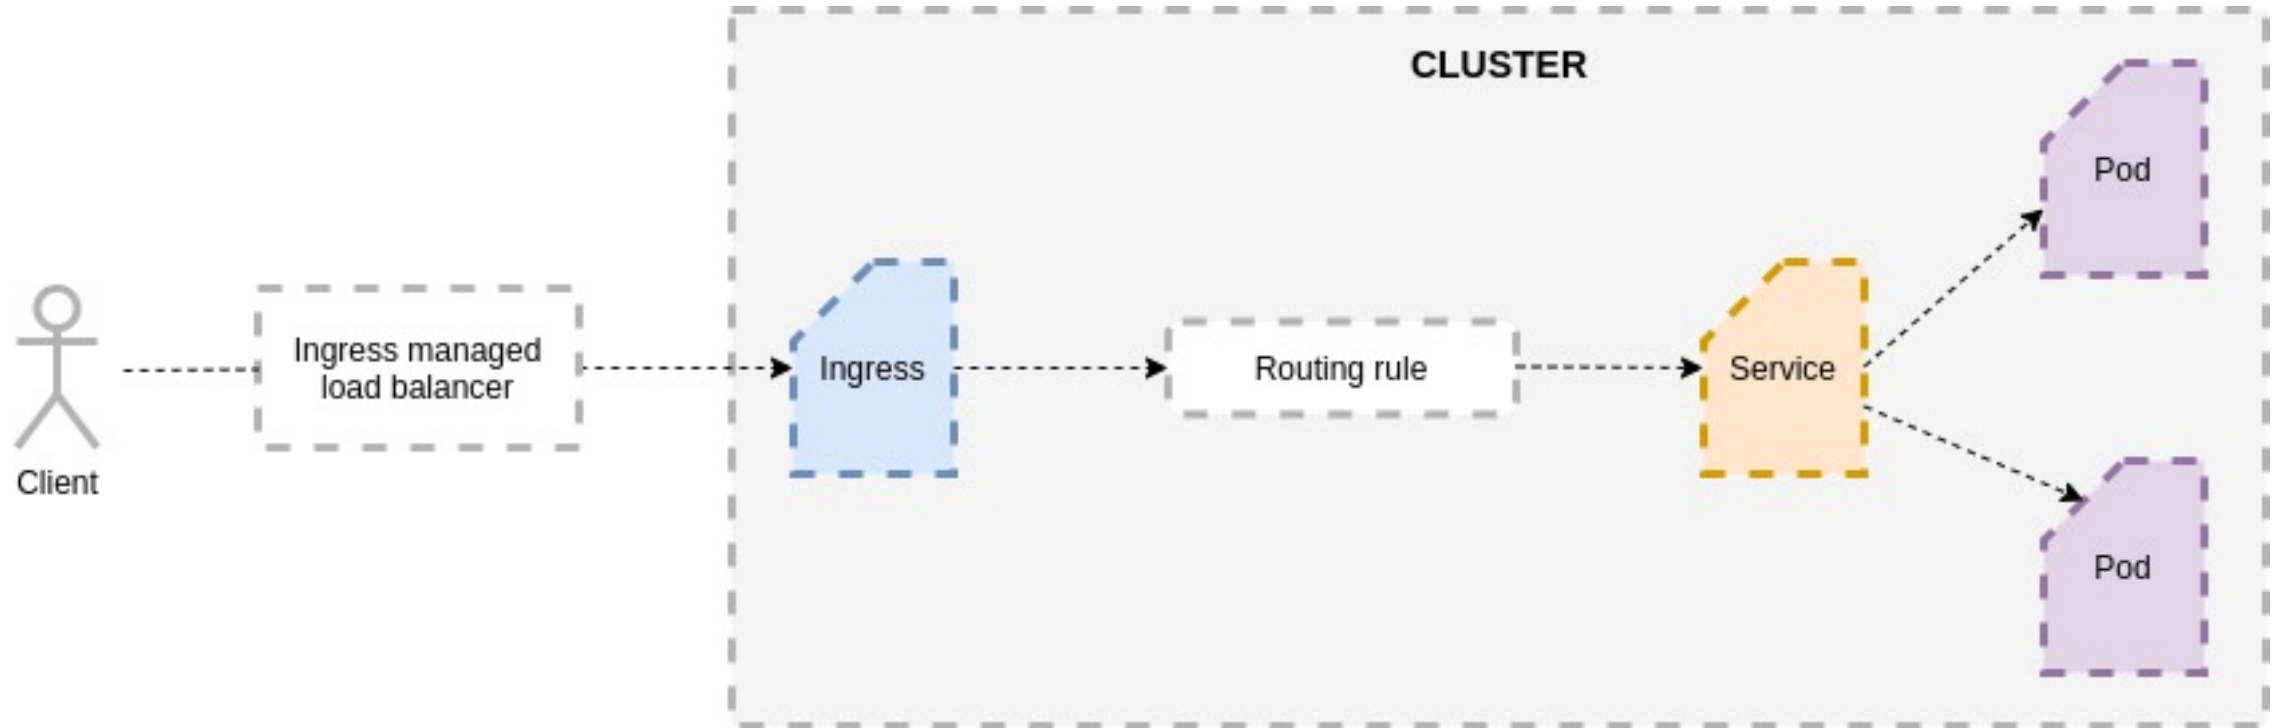 CLUSTER
Client
Ingress managed
load balancer
Ingress
Routing rule
Service
Pod
Pod